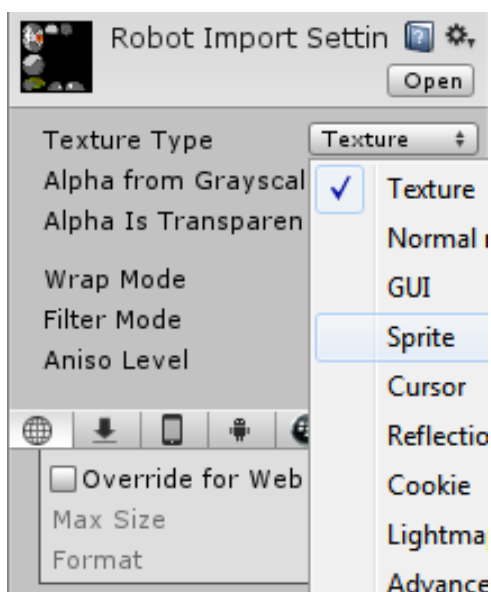 Robot Import Settin
Open
Texture Type
Texture
Alpha from Grayscal
Alpha Is Transparen
Wrap Mode
Filter Mode
Aniso Level
Texture
Normal
GUI
Sprite
Cursor
Reflectio
Cookie
Lightma
Advance
Override for Web
Max Size
Format